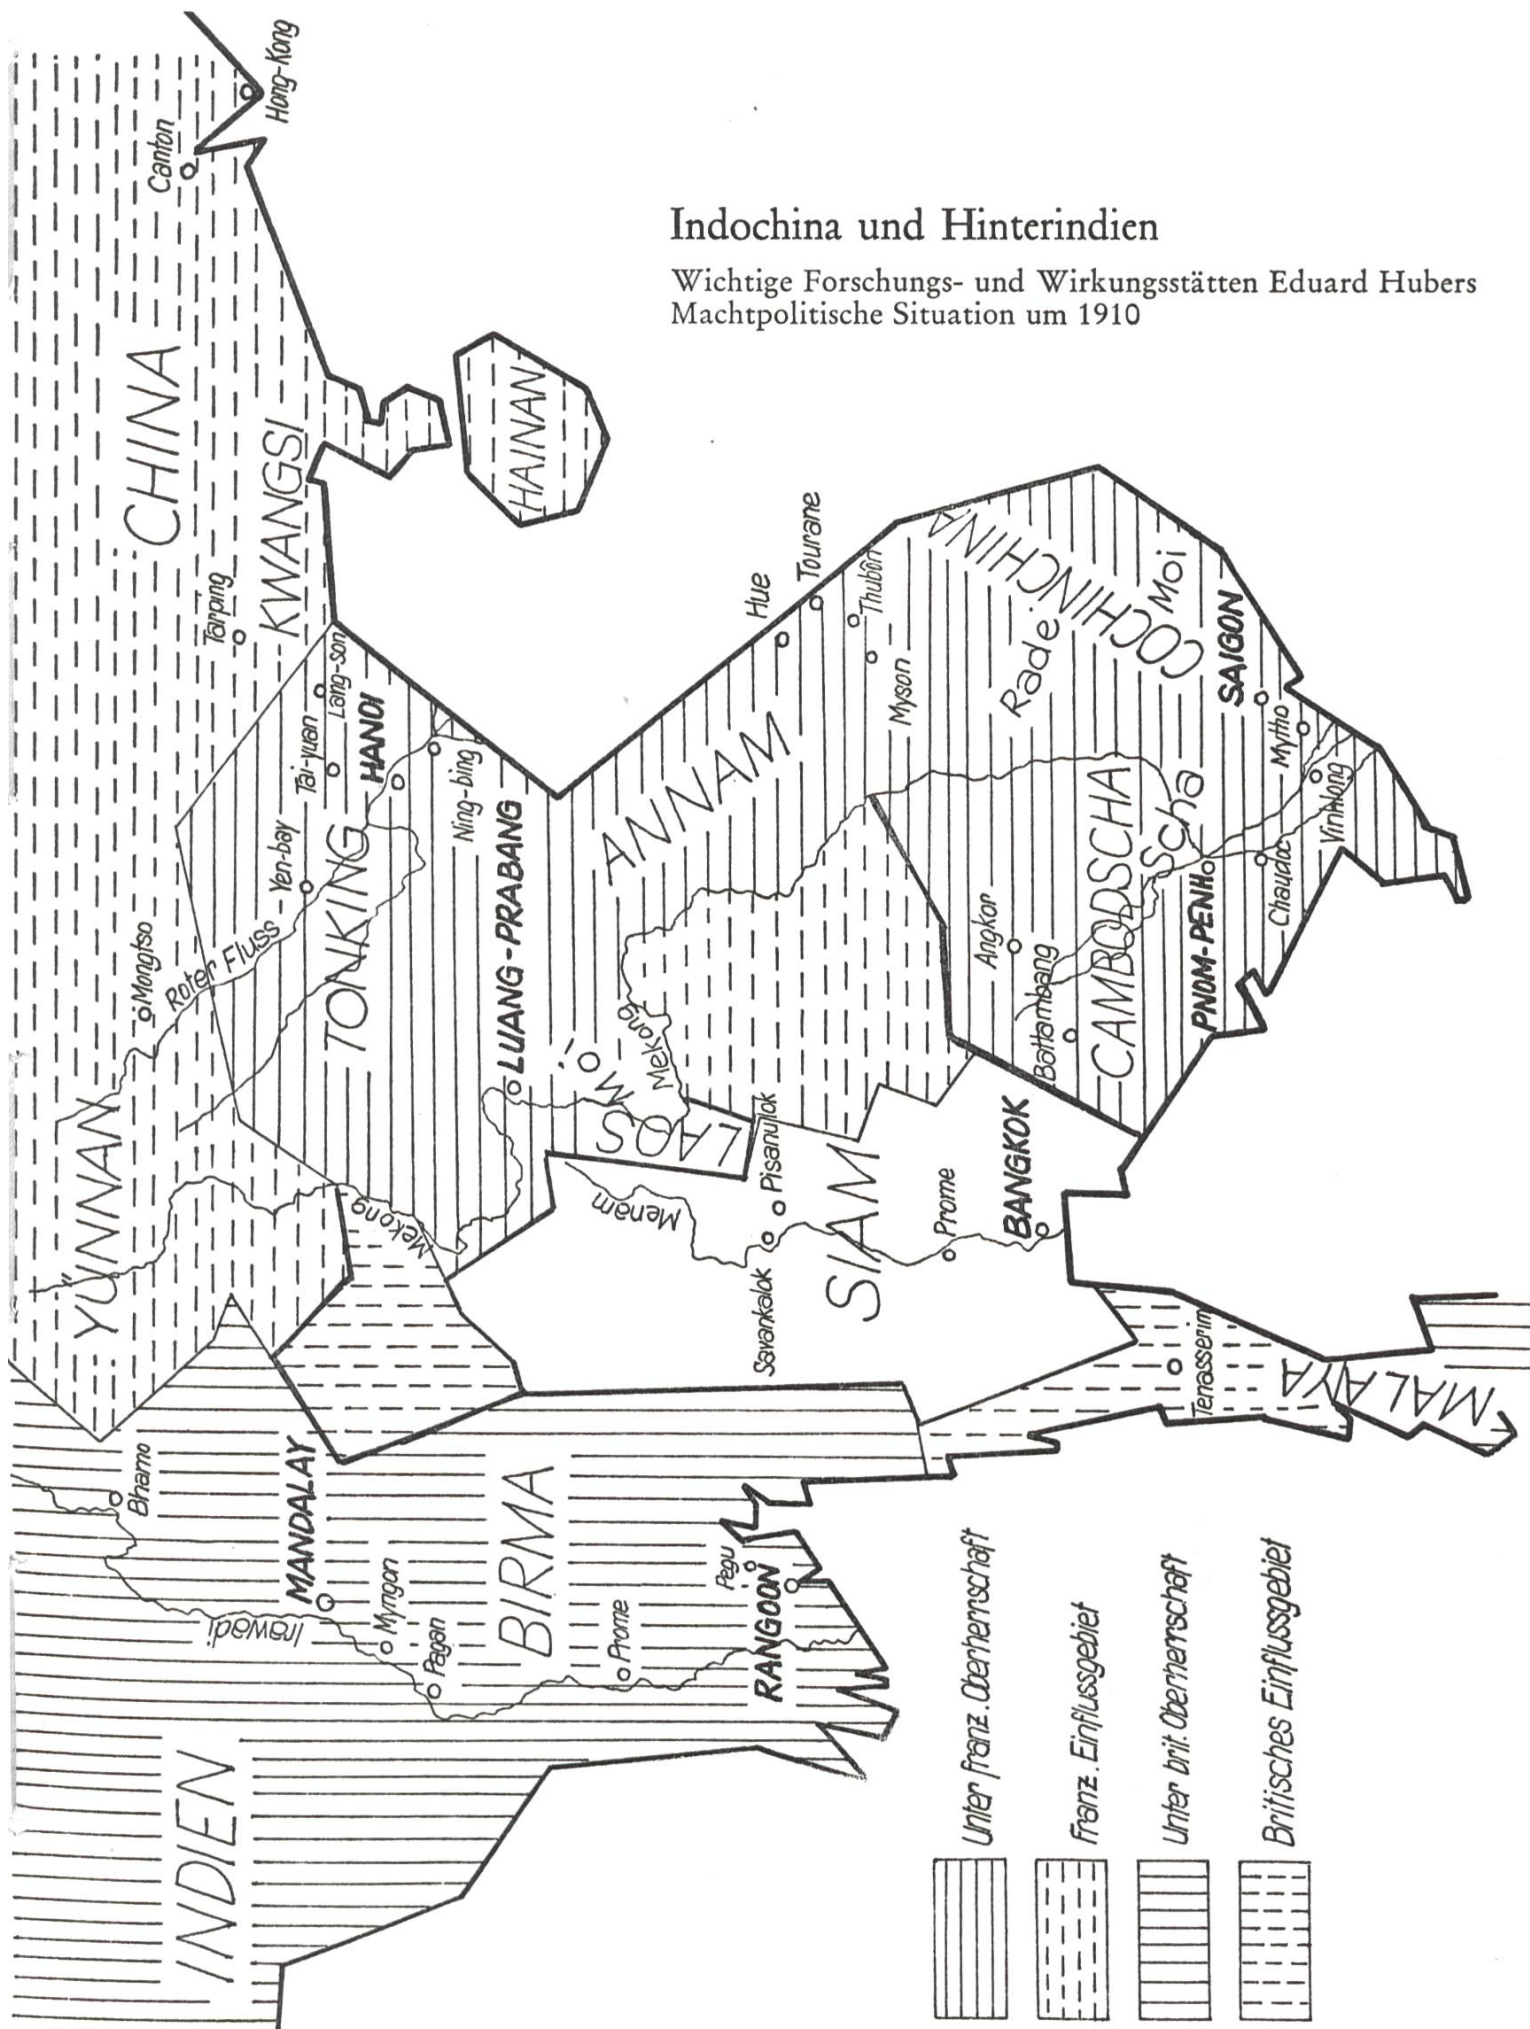 Indochina und Hinterindien
Wichtige Forschungs- und Wirkungsstätten Eduard Hubers
Machtpolitische Situation um 1910
INDIEN
BIRMA
Bhamo
Irawadi
MANDALAY
Myngan
Pagan
Prome
Pegu
RANGOON
YÜNNAN
Mongtso
Roter Fluss
CHINA
Canton
Hong-Kong
KWANGSI
Tarping
HAINAN
TONKING
Yen-bay
Tai-yuan
Lang-son
HANOI
Ning-bing
LUANG-PRABANG
Mekong
LAOS
Moi
Mekong
ANNAM
Hue
Tourane
Thubôn
Myson
SIAM
Menam
Savankalok
Pisanulok
Prome
BANGKOK
CAMBODSCHA
Angkor
Battambang
PNOM-PENH
Scha
Rade
COCHINCHINA
Moi
SAIGON
Mytho
Vinhlong
Chaudoc
Tenasserim
MALAYA
Unter franz. Oberherrschaft
Franz. Einflussgebiet
Unter brit. Oberherrschaft
Britisches Einflussgebiet